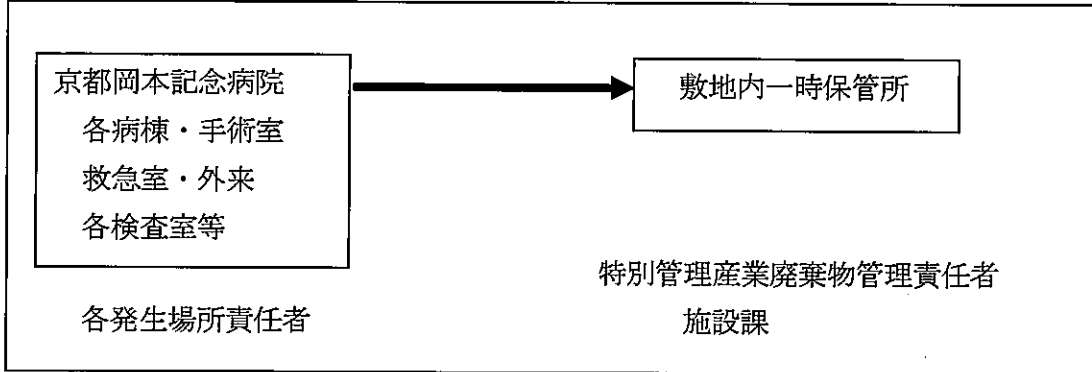 京都岡本記念病院
各病棟・手術室
救急室・外来
各検査室等
各発生場所責任者
敷地内一時保管所
特別管理産業廃棄物管理責任者
施設課